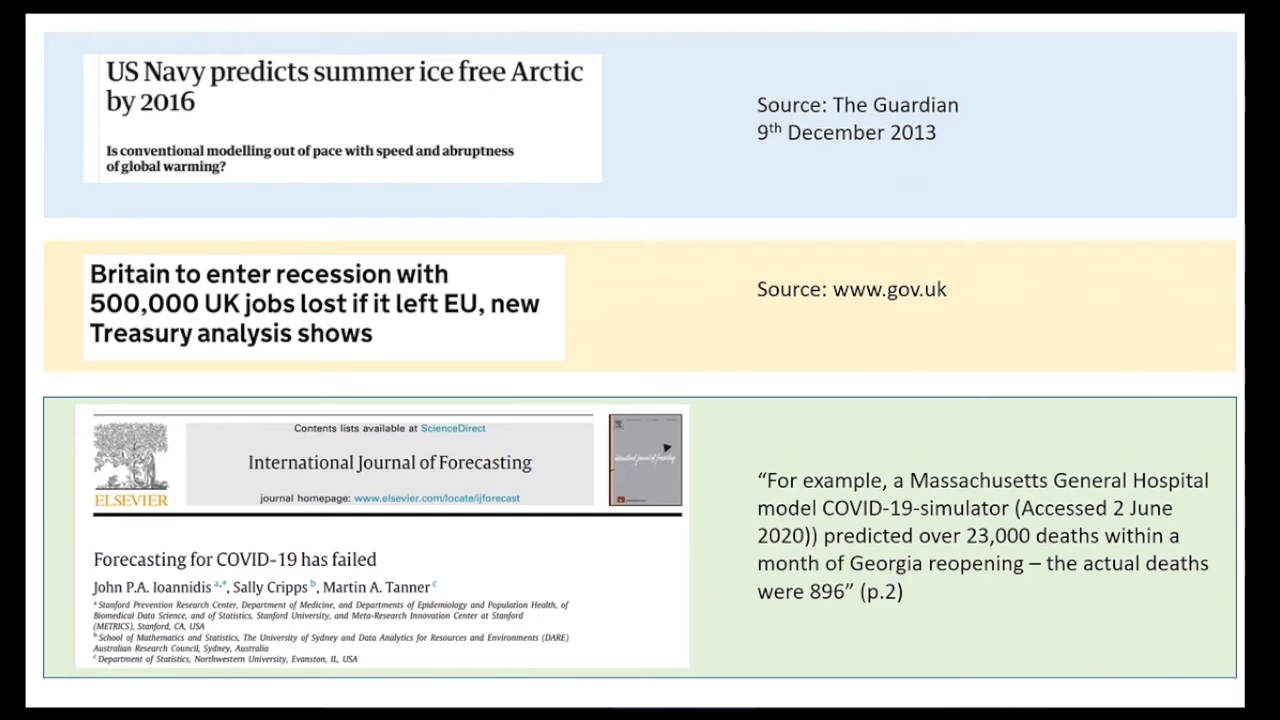 US Navy predicts summer ice free Arctic
by 2016
Is conventional modelling out of pace with speed and abruptness
of global warming?
Source: The Guardian
9th December 2013
Britain to enter recession with
500,000 UK jobs lost if it left EU, new
Treasury analysis shows
Source: www.gov.uk
Contents lists available at ScienceDirect
International Journal of Forecasting
journal homepage: www.elsevier.com/locate/ijforecast
ELSEVIER
international journal of forecasting
Forecasting for COVID-19 has failed
John P.A. Ioannidis a,*, Sally Cripps b, Martin A. Tanner c
a Stanford Prevention Research Center, Department of Medicine, and Departments of Epidemiology and Population Health, of
Biomedical Data Science, and of Statistics, Stanford University, and Meta-Research Innovation Center at Stanford
(METRICS), Stanford, CA, USA
b School of Mathematics and Statistics, The University of Sydney and Data Analytics for Resources and Environments (DARE)
Australian Research Council, Sydney, Australia
c Department of Statistics, Northwestern University, Evanston, IL, USA
“For example, a Massachusetts General Hospital
model COVID-19-simulator (Accessed 2 June
2020)) predicted over 23,000 deaths within a
month of Georgia reopening – the actual deaths
were 896” (p.2)